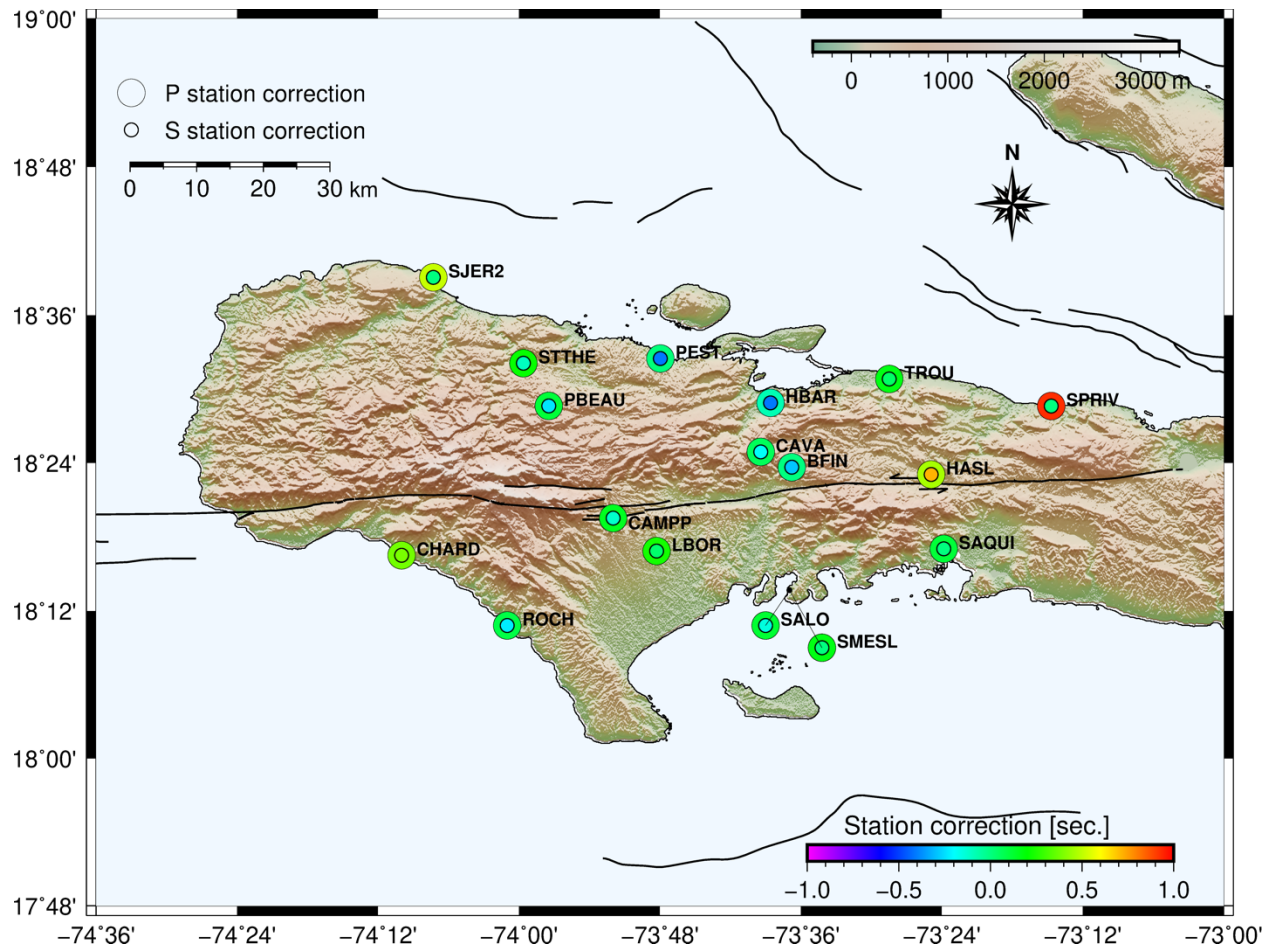 19°00'
18°48'
18°36'
18°24'
18°12'
18°00'
17°48'
0 1000 2000 3000 m
P station correction
S station correction
0 10 20 30 km
N
SJER2
STTHE
PEST
PBEAU
HBAR
TROU
SPRIV
CAVA
BFIN
HASL
CAMPP
LBOR
CHARD
SAQUI
ROCH
SALO
SMESL
Station correction [sec.]
−1.0 −0.5 0.0 0.5 1.0
−74°36' −74°24' −74°12' −74°00' −73°48' −73°36' −73°24' −73°12' −73°00'